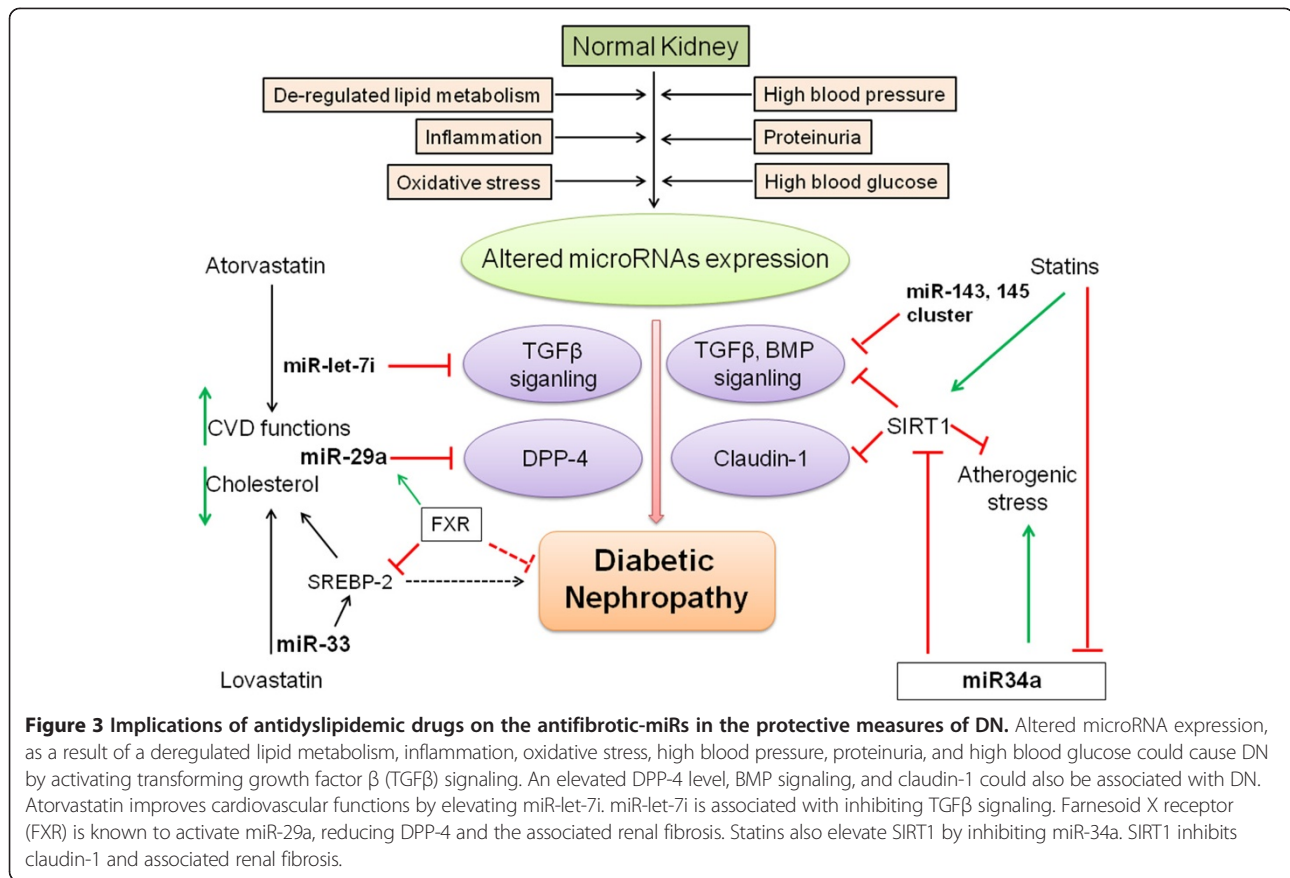 Normal Kidney
De-regulated lipid metabolism
High blood pressure
Inflammation
Proteinuria
Oxidative stress
High blood glucose
Altered microRNAs expression
Atorvastatin
Statins
miR-143, 145
cluster
miR-let-7i
TGFβ
siganling
TGFβ, BMP
siganling
CVD functions
SIRT1
miR-29a
DPP-4
Claudin-1
Cholesterol
Atherogenic
stress
FXR
SREBP-2
Diabetic
Nephropathy
miR-33
Lovastatin
miR34a
Figure 3 Implications of antidyslipidemic drugs on the antifibrotic-miRs in the protective measures of DN. Altered microRNA expression,
as a result of a deregulated lipid metabolism, inflammation, oxidative stress, high blood pressure, proteinuria, and high blood glucose could cause DN
by activating transforming growth factor β (TGFβ) signaling. An elevated DPP-4 level, BMP signaling, and claudin-1 could also be associated with DN.
Atorvastatin improves cardiovascular functions by elevating miR-let-7i. miR-let-7i is associated with inhibiting TGFβ signaling. Farnesoid X receptor
(FXR) is known to activate miR-29a, reducing DPP-4 and the associated renal fibrosis. Statins also elevate SIRT1 by inhibiting miR-34a. SIRT1 inhibits
claudin-1 and associated renal fibrosis.